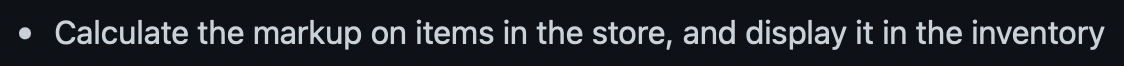 • Calculate the markup on items in the store, and display it in the inventory